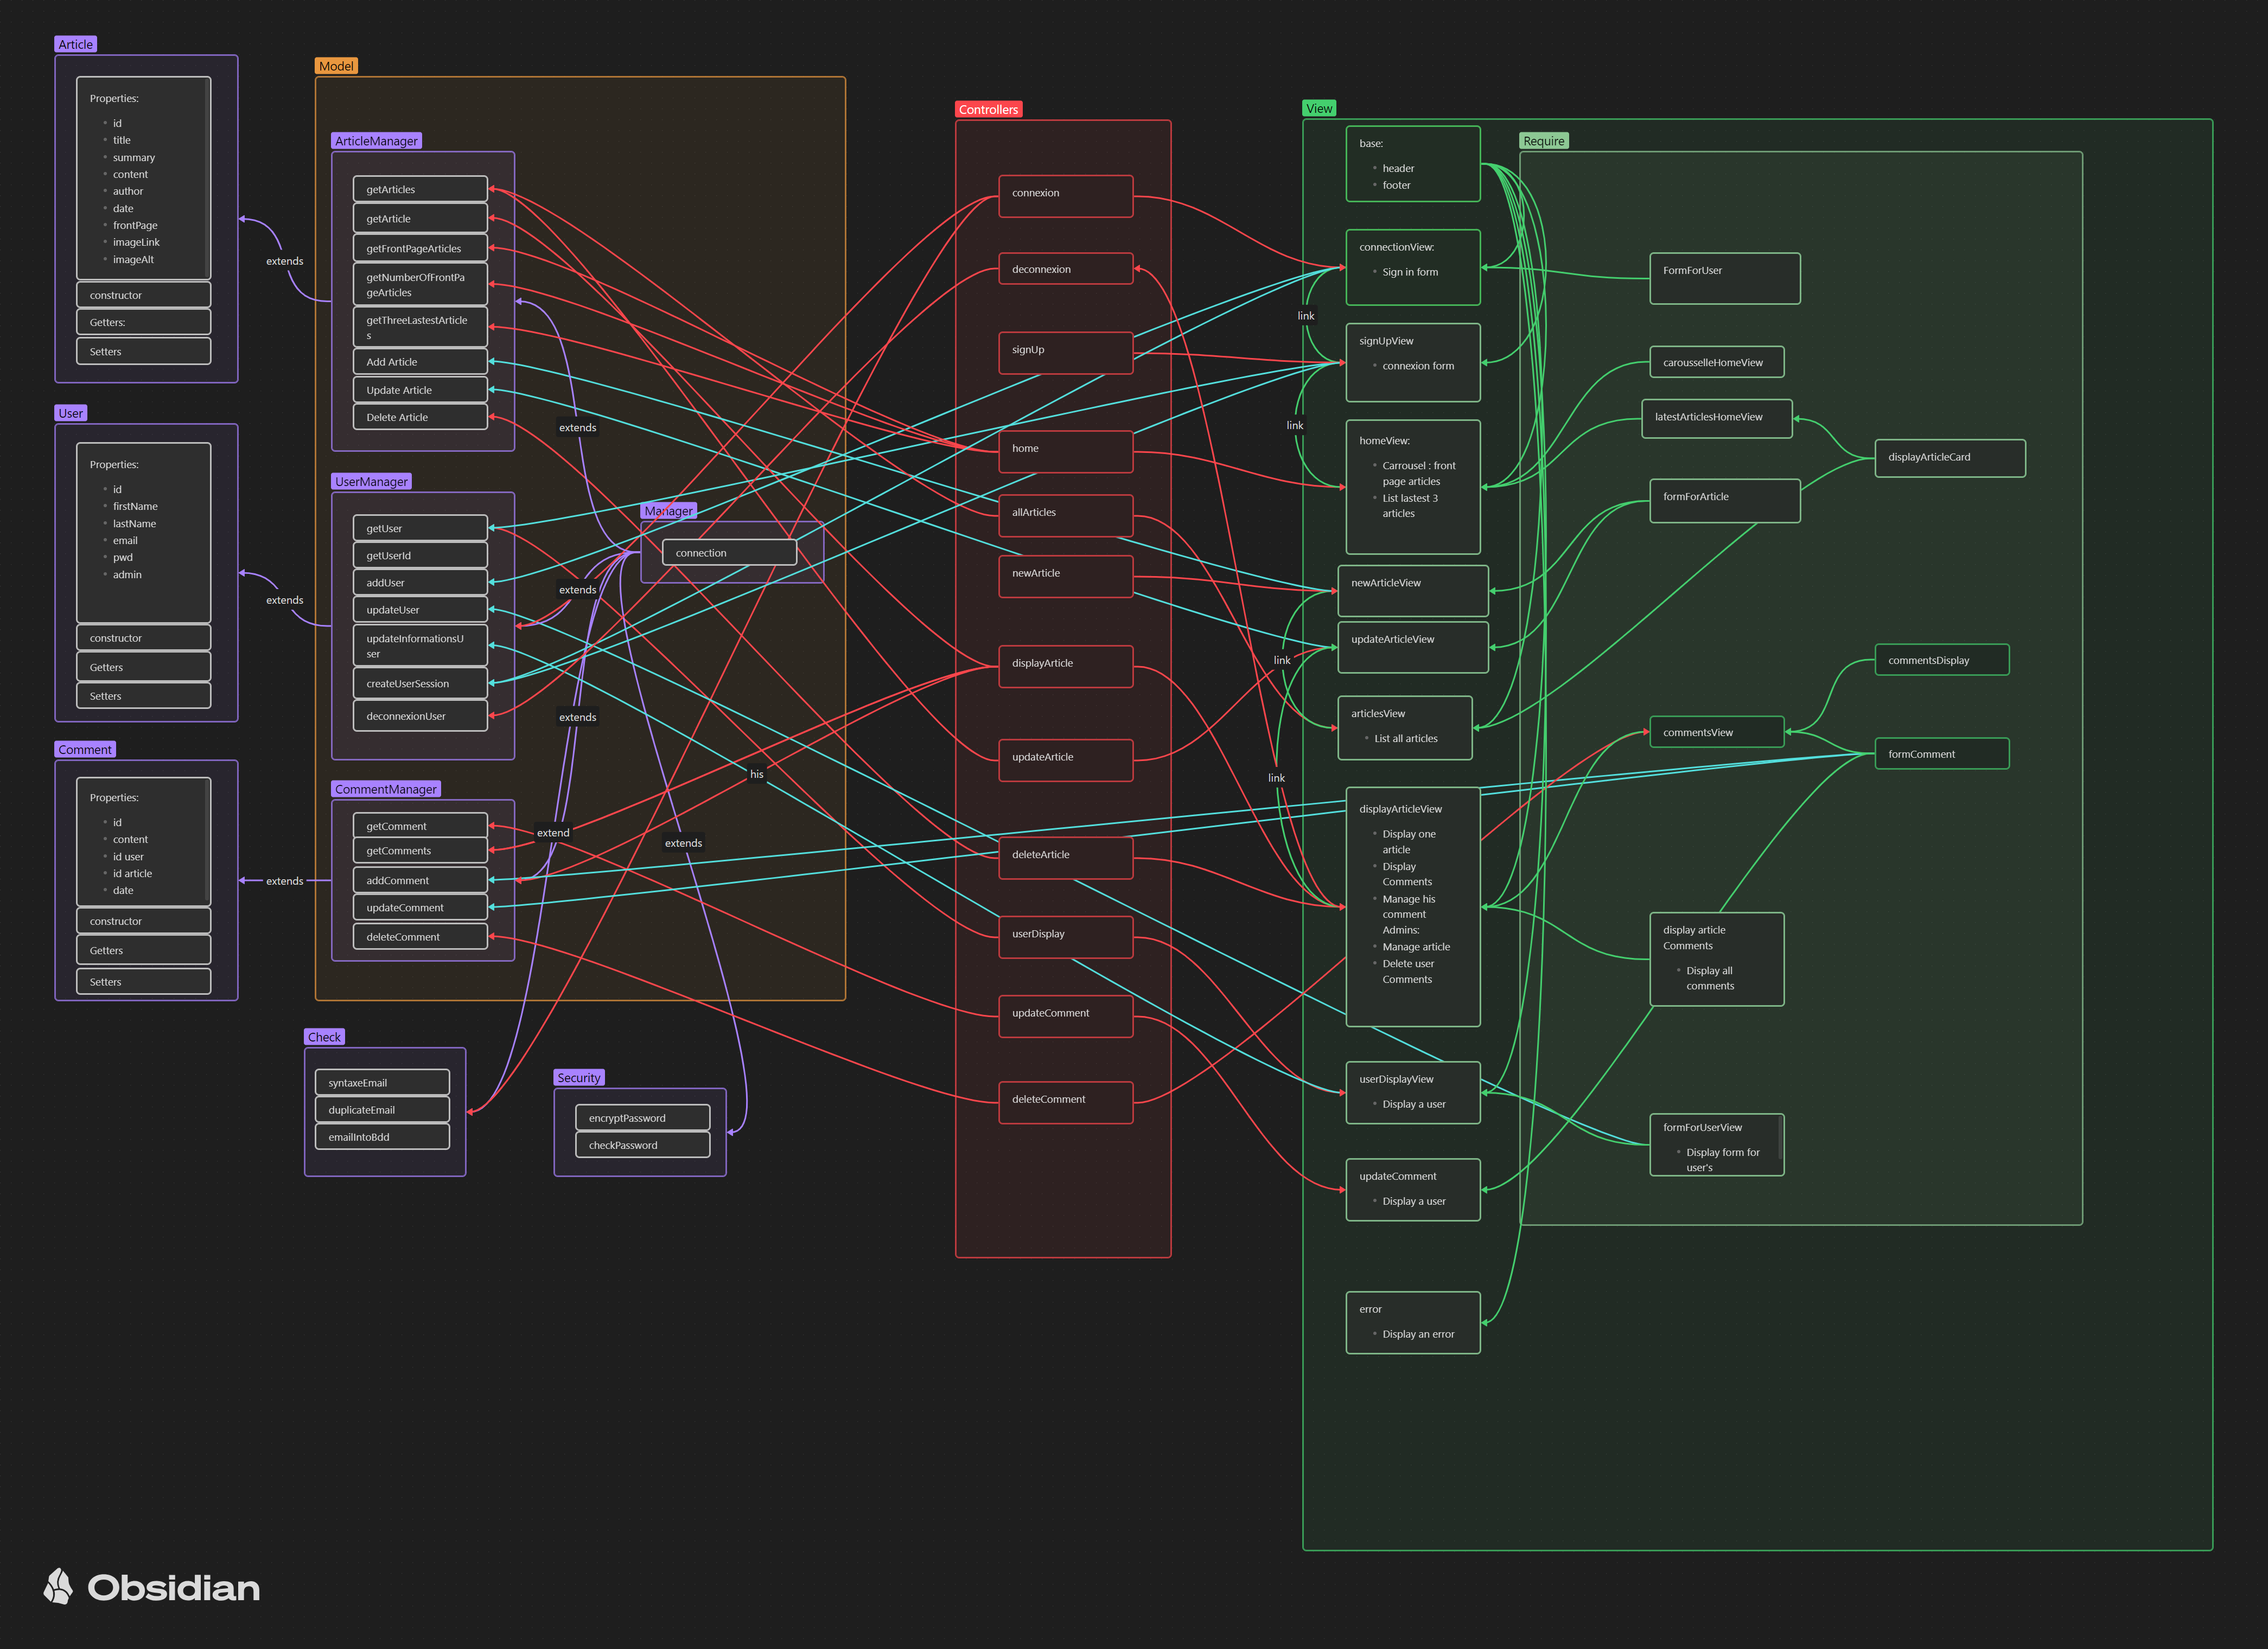 Article
Properties:
id
title
summary
content
author
date
frontPage
imageLink
imageAlt
constructor
Getters:
Setters
extends
User
Properties:
id
firstName
lastName
email
pwd
admin
constructor
Getters
Setters
extends
Comment
Properties:
id
content
id user
id article
date
constructor
Getters
Setters
extends
Model
ArticleManager
getArticles
getArticle
getFrontPageArticles
getNumberOfFrontPa
geArticles
getThreeLastestArticle
s
Add Article
Update Article
Delete Article
extends
UserManager
getUser
getUserId
addUser
updateUser
updateInformationsU
ser
createUserSession
deconnexionUser
Manager
connection
extends
extends
his
CommentManager
getComment
getComments
addComment
updateComment
deleteComment
extend
extends
Check
syntaxeEmail
duplicateEmail
emailIntoBdd
Security
encryptPassword
checkPassword
Controllers
connexion
deconnexion
signUp
home
allArticles
newArticle
displayArticle
updateArticle
deleteArticle
userDisplay
updateComment
deleteComment
View
base:
header
footer
connectionView:
Sign in form
link
signUpView
connexion form
link
homeView:
Carrousel : front
page articles
List lastest 3
articles
newArticleView
updateArticleView
link
articlesView
List all articles
link
displayArticleView
Display one
article
Display
Comments
Manage his
comment
Admins:
Manage article
Delete user
Comments
userDisplayView
Display a user
updateComment
Display a user
error
Display an error
Require
FormForUser
carousselleHomeView
latestArticlesHomeView
displayArticleCard
formForArticle
commentsDisplay
commentsView
formComment
display article
Comments
Display all
comments
formForUserView
Display form for
user's
Obsidian